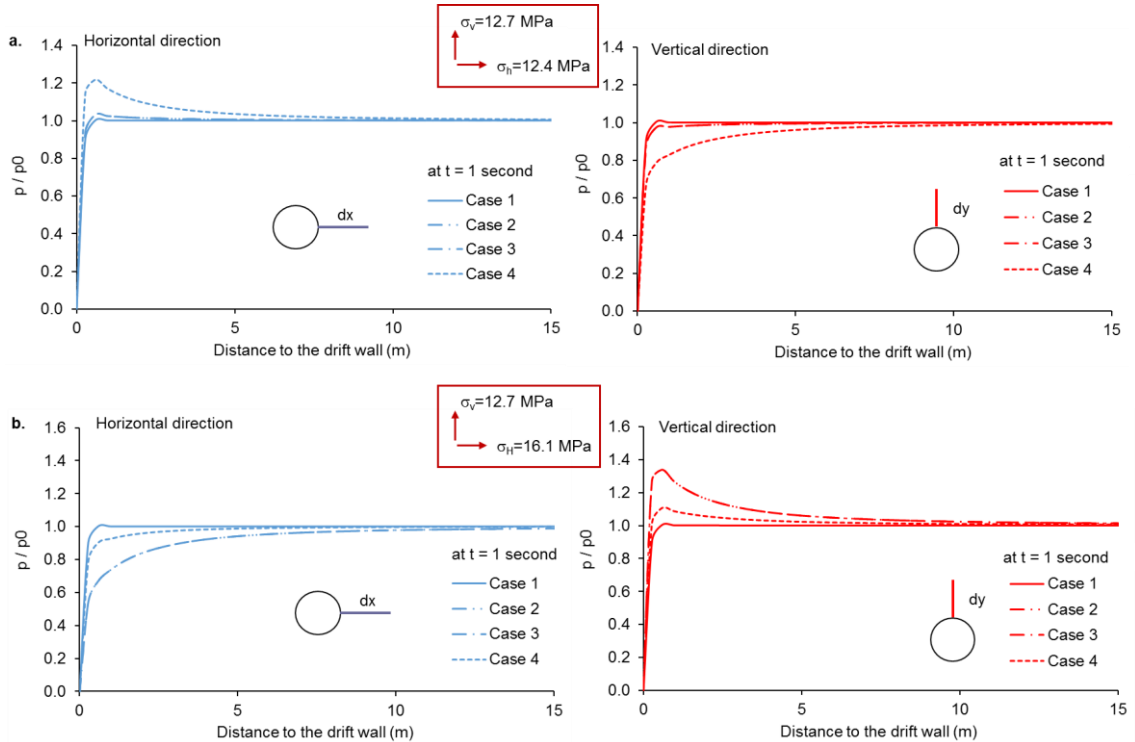 a.
Horizontal direction
σv=12.7 MPa
σh=12.4 MPa
Vertical direction
p / p0
1.4
1.2
1.0
0.8
0.6
0.4
0.2
0.0
0
5
10
15
Distance to the drift wall (m)
dx
at t = 1 second
Case 1
Case 2
Case 3
Case 4
p / p0
1.4
1.2
1.0
0.8
0.6
0.4
0.2
0.0
0
5
10
15
Distance to the drift wall (m)
dy
at t = 1 second
Case 1
Case 2
Case 3
Case 4
b.
Horizontal direction
σv=12.7 MPa
σH=16.1 MPa
Vertical direction
p / p0
1.6
1.4
1.2
1.0
0.8
0.6
0.4
0.2
0.0
0
5
10
15
Distance to the drift wall (m)
dx
at t = 1 second
Case 1
Case 2
Case 3
Case 4
p / p0
1.6
1.4
1.2
1.0
0.8
0.6
0.4
0.2
0.0
0
5
10
15
Distance to the drift wall (m)
dy
at t = 1 second
Case 1
Case 2
Case 3
Case 4